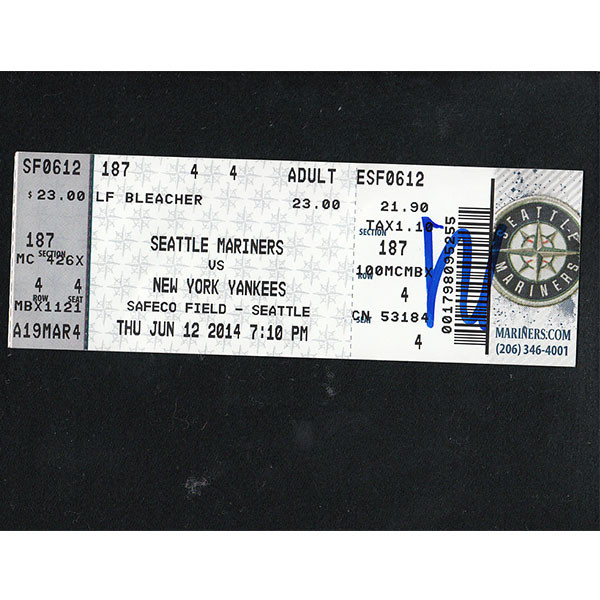 SF0612
$ 23.00
187
SECTION
MC 426X
4 4
ROW SEAT
MBX1121
A19MAR4
187 4 4 ADULT
LF BLEACHER 23.00
SEATTLE MARINERS
VS
NEW YORK YANKEES
SAFECO FIELD - SEATTLE
THU JUN 12 2014 7:10 PM
ESF0612
21.90
TAX1.10
SECTION
187
100MCMBX
ROW
4
CN 53184
SEAT
4
0017980965255
SEATTLE
MARINERS
MARINERS.COM
(206) 346-4001